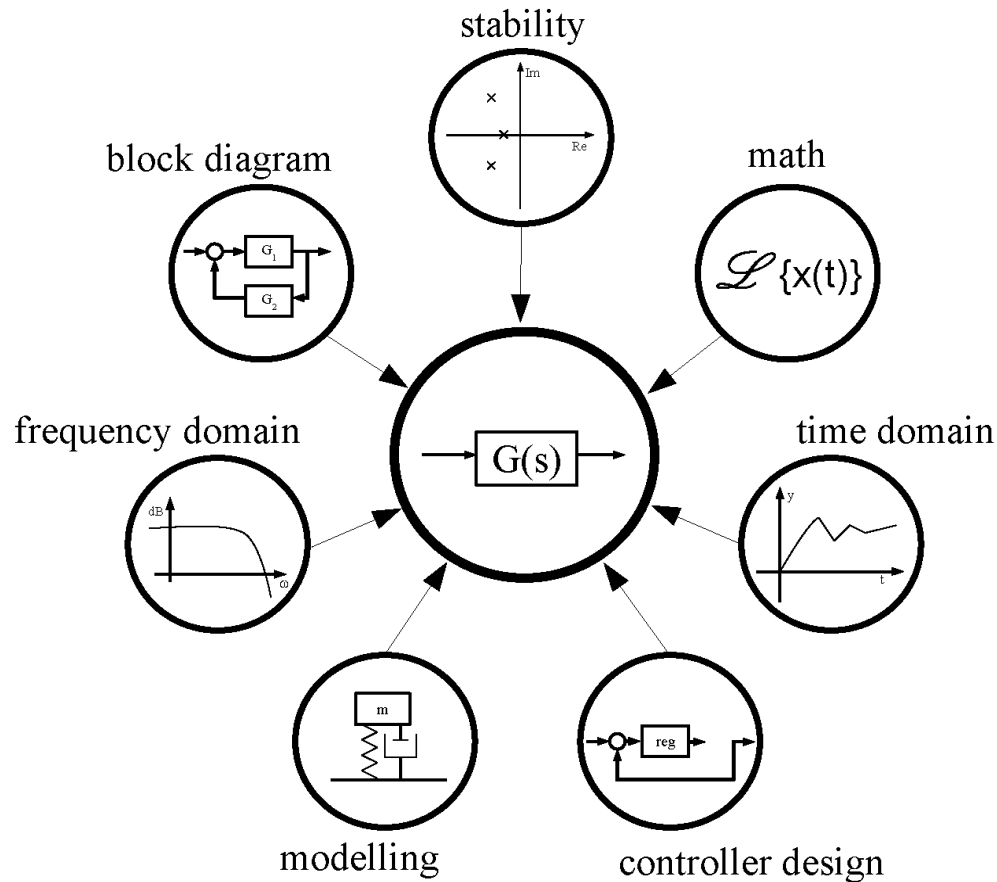 stability
Im
Re
block diagram
G1
G2
math
ℒ {x(t)}
frequency domain
dB
ω
G(s)
time domain
y
t
m
modelling
reg
controller design